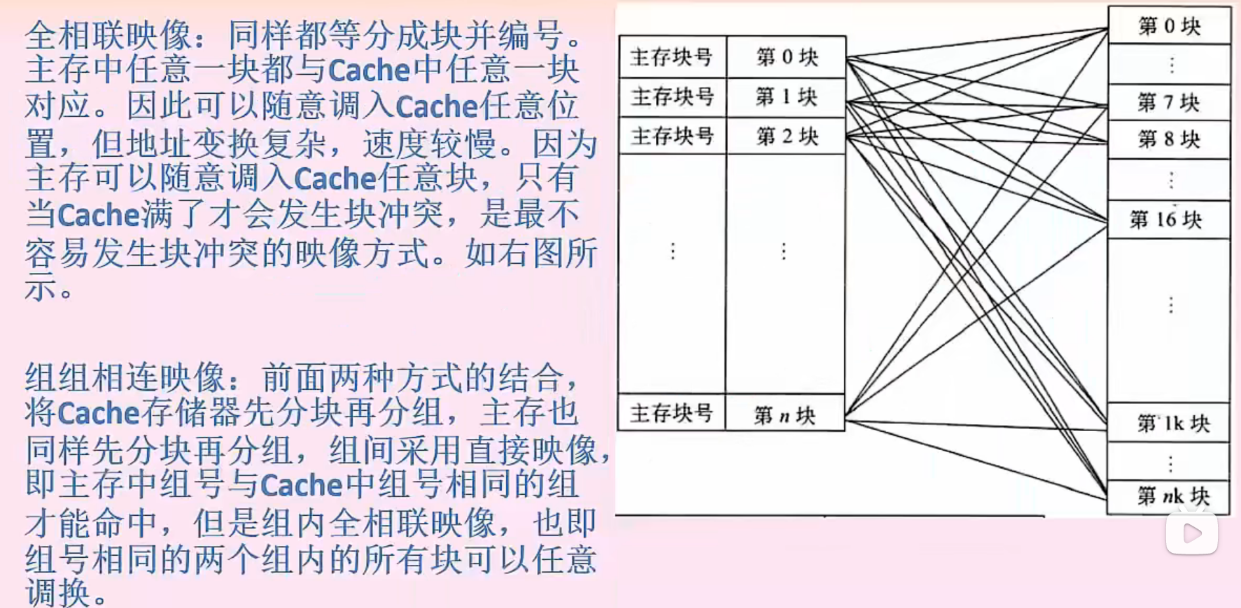 全相联映像：同样都等分成块并编号。
主存中任意一块都与Cache中任意一块
对应。因此可以随意调入Cache任意位
置，但地址变换复杂，速度较慢。因为
主存可以随意调入Cache任意块，只有
当Cache满了才会发生块冲突，是最不
容易发生块冲突的映像方式。如右图所
示。
组组相连映像：前面两种方式的结合，
将Cache存储器先分块再分组，主存也
同样先分块再分组，组间采用直接映像，
即主存中组号与Cache中组号相同的组
才能命中，但是组内全相联映像，也即
组号相同的两个组内的所有块可以任意
调换。
主存块号 第 0 块
主存块号 第 1 块
主存块号 第 2 块
⋮ ⋮
主存块号 第 n 块
第 0 块
⋮
第 7 块
第 8 块
⋮
第 16 块
⋮
第 1k 块
⋮
第 nk 块